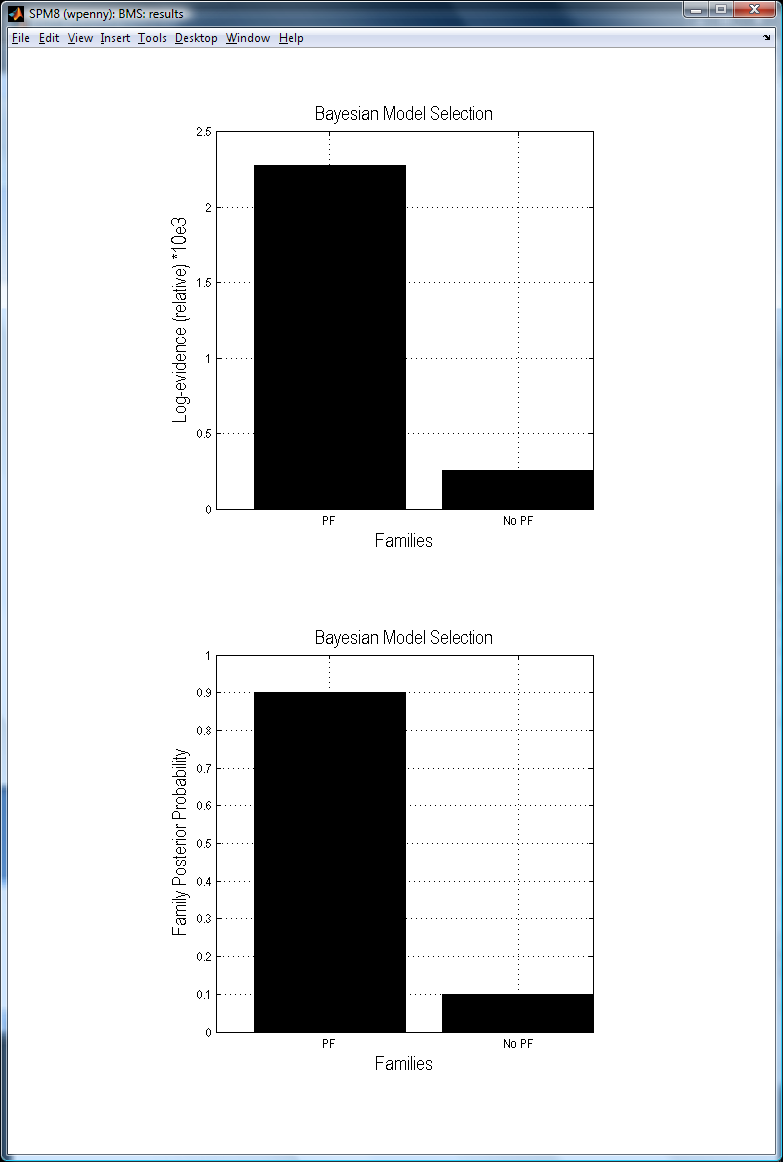 SPM8 (wpenny): BMS: results
File Edit View Insert Tools Desktop Window Help
Bayesian Model Selection
2.5
2
1.5
1
0.5
0
Log-evidence (relative) *10e3
PF No PF
Families
Bayesian Model Selection
1
0.9
0.8
0.7
0.6
0.5
0.4
0.3
0.2
0.1
0
Family Posterior Probability
PF No PF
Families